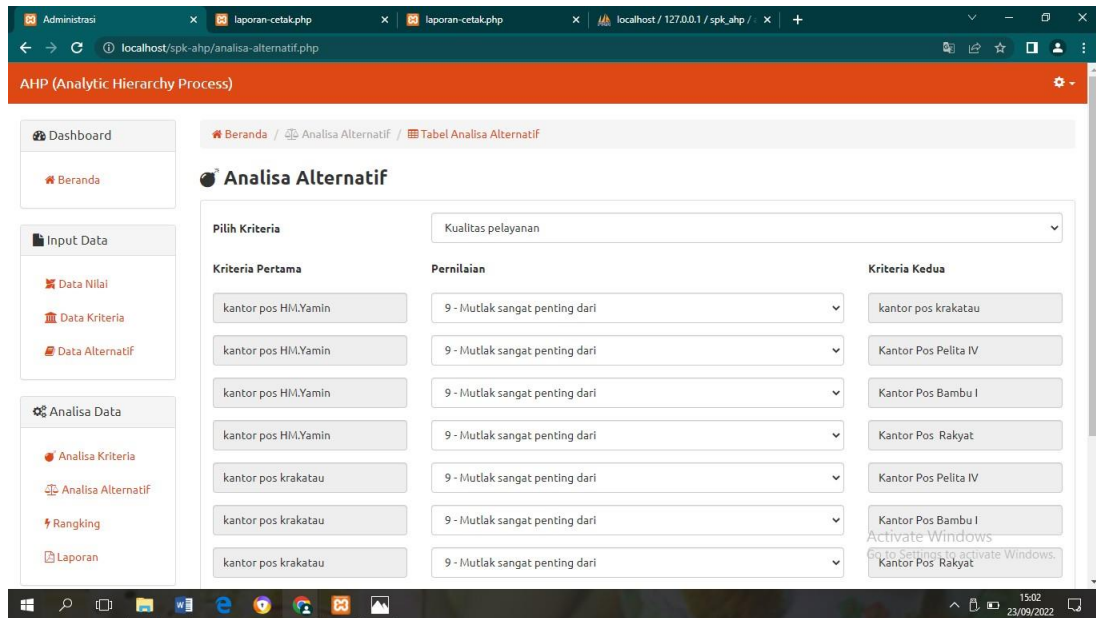 Administrasi
laporan-cetak.php
laporan-cetak.php
localhost / 127.0.0.1 / spk_ahp /
localhost/spk-ahp/analisa-alternatif.php
AHP (Analytic Hierarchy Process)
Dashboard
Beranda
Input Data
Data Nilai
Data Kriteria
Data Alternatif
Analisa Data
Analisa Kriteria
Analisa Alternatif
Rangking
Laporan
Beranda / Analisa Alternatif / Tabel Analisa Alternatif
Analisa Alternatif
Pilih Kriteria Kualitas pelayanan
Kriteria Pertama Pernilaian Kriteria Kedua
kantor pos HM.Yamin 9 - Mutlak sangat penting dari kantor pos krakatau
kantor pos HM.Yamin 9 - Mutlak sangat penting dari Kantor Pos Pelita IV
kantor pos HM.Yamin 9 - Mutlak sangat penting dari Kantor Pos Bambu I
kantor pos HM.Yamin 9 - Mutlak sangat penting dari Kantor Pos Rakyat
kantor pos krakatau 9 - Mutlak sangat penting dari Kantor Pos Pelita IV
kantor pos krakatau 9 - Mutlak sangat penting dari Kantor Pos Bambu I
kantor pos krakatau 9 - Mutlak sangat penting dari Kantor Pos Rakyat
Activate Windows
Go to Settings to activate Windows.
15:02
23/09/2022